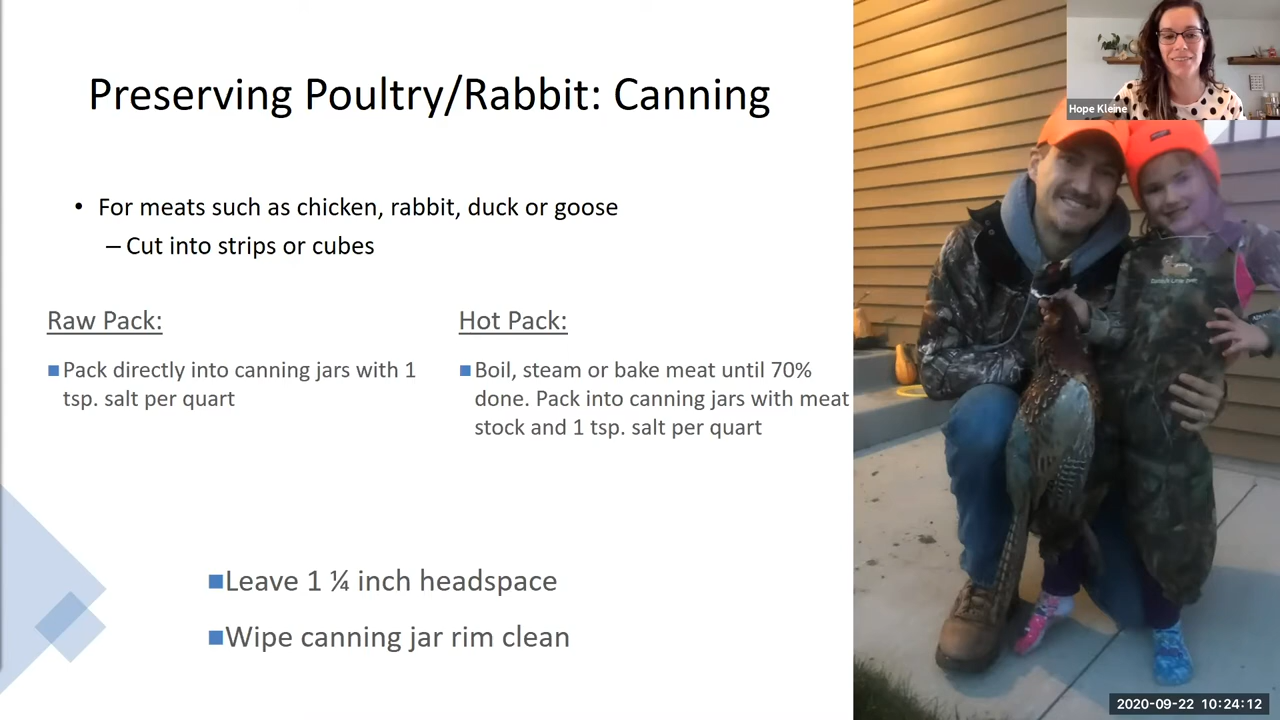 Preserving Poultry/Rabbit: Canning
Hope Kleine
• For meats such as chicken, rabbit, duck or goose
– Cut into strips or cubes
Raw Pack:
Pack directly into canning jars with 1
tsp. salt per quart
Hot Pack:
Boil, steam or bake meat until 70%
done. Pack into canning jars with meat
stock and 1 tsp. salt per quart
Leave 1 ¼ inch headspace
Wipe canning jar rim clean
2020-09-22 10:24:12